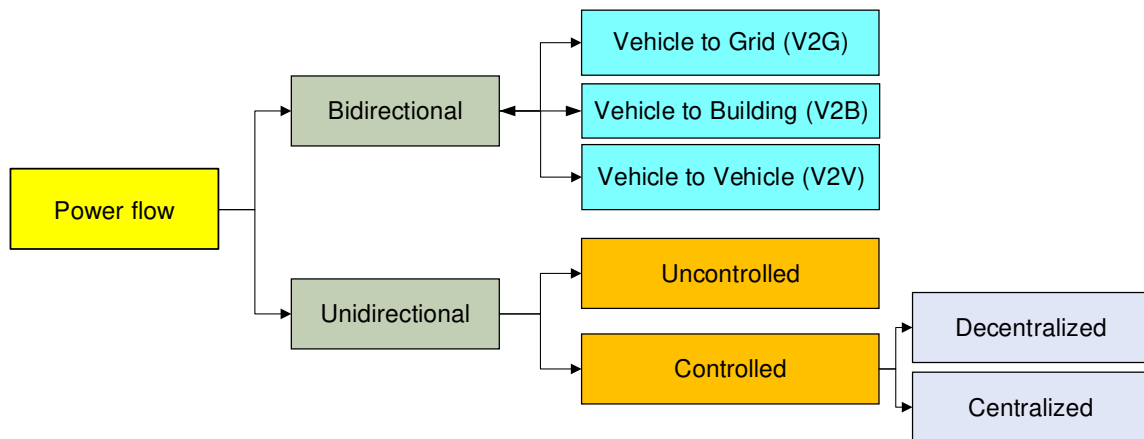 Power flow
Bidirectional
Vehicle to Grid (V2G)
Vehicle to Building (V2B)
Vehicle to Vehicle (V2V)
Unidirectional
Uncontrolled
Controlled
Decentralized
Centralized